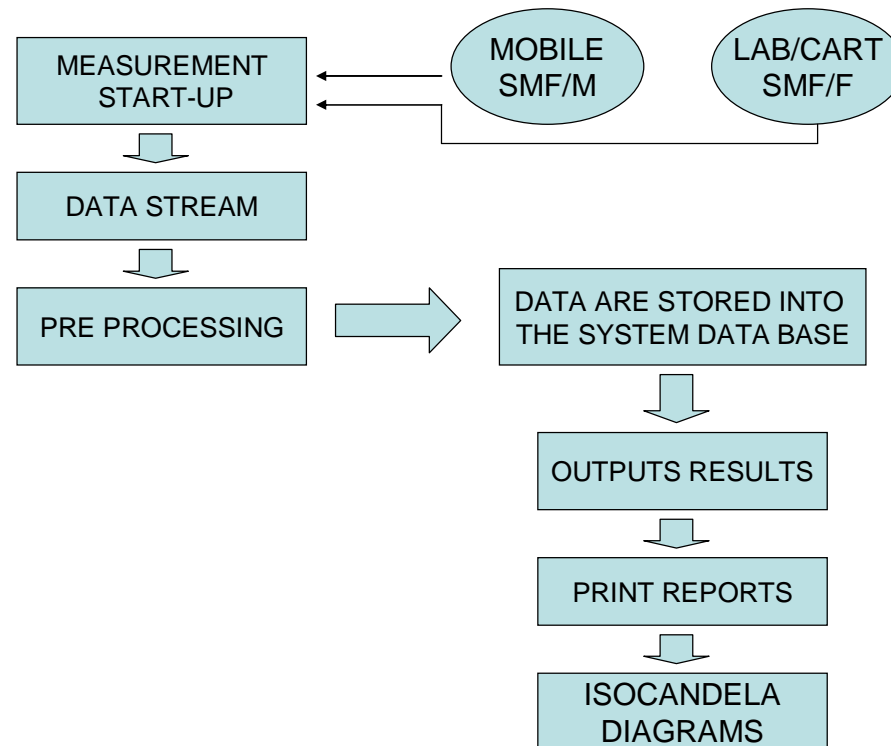 MEASUREMENT
START-UP
MOBILE
SMF/M
LAB/CART
SMF/F
DATA STREAM
PRE PROCESSING
DATA ARE STORED INTO
THE SYSTEM DATA BASE
OUTPUTS RESULTS
PRINT REPORTS
ISOCANDELA
DIAGRAMS